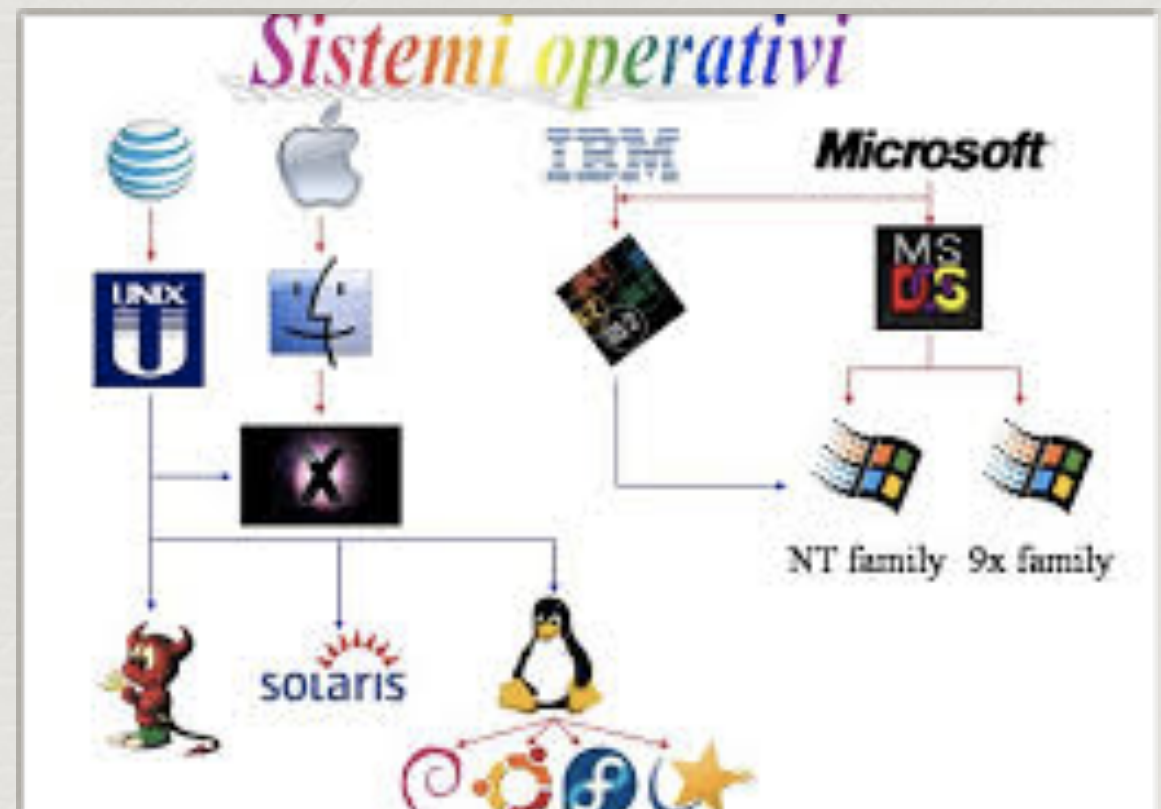 Sistemi operativi
IBM
Microsoft
UNIX
U
MS
DOS
X
NT family 9x family
solaris